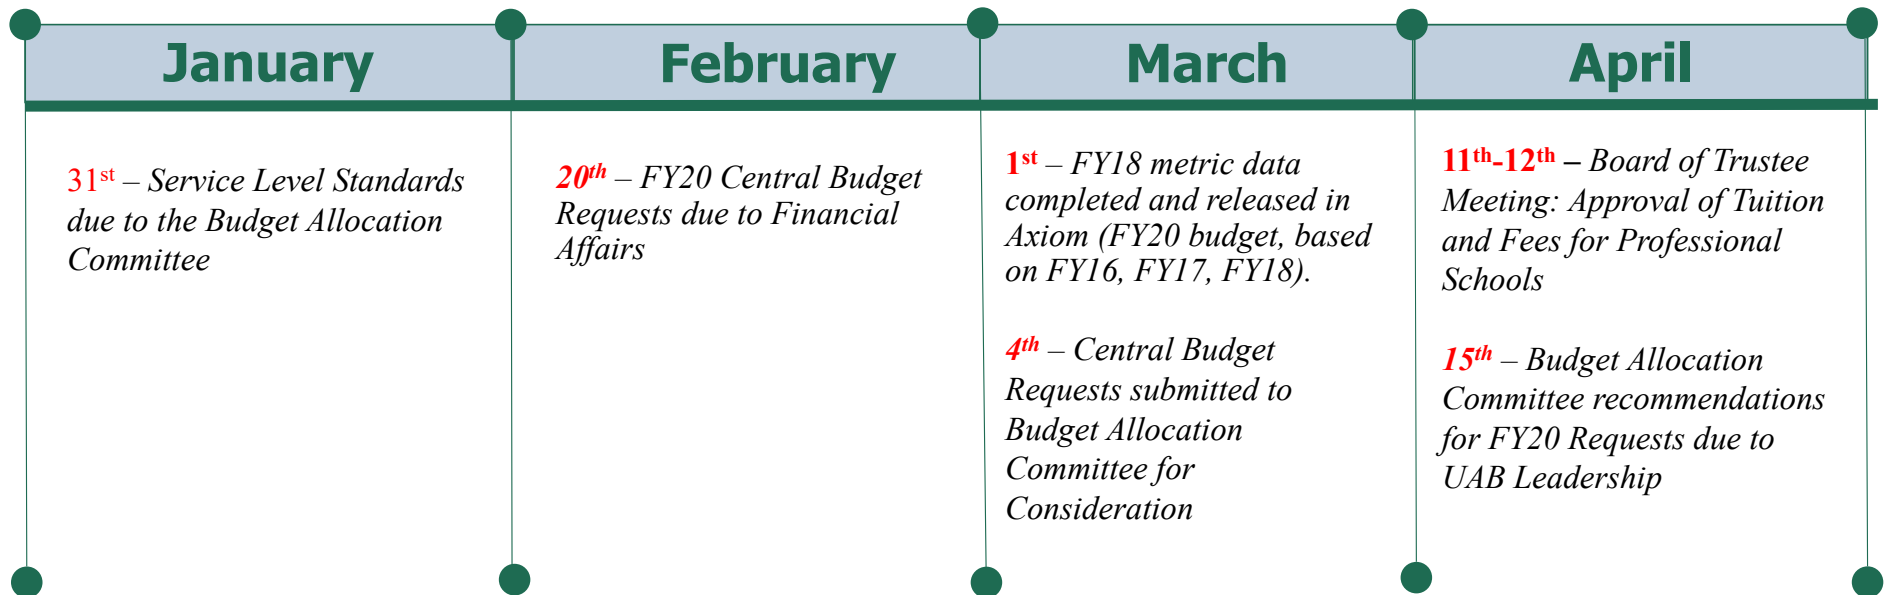 January
31st – Service Level Standards
due to the Budget Allocation
Committee
February
20th – FY20 Central Budget
Requests due to Financial
Affairs
March
1st – FY18 metric data
completed and released in
Axiom (FY20 budget, based
on FY16, FY17, FY18).
4th – Central Budget
Requests submitted to
Budget Allocation
Committee for
Consideration
April
11th-12th – Board of Trustee
Meeting: Approval of Tuition
and Fees for Professional
Schools
15th – Budget Allocation
Committee recommendations
for FY20 Requests due to
UAB Leadership